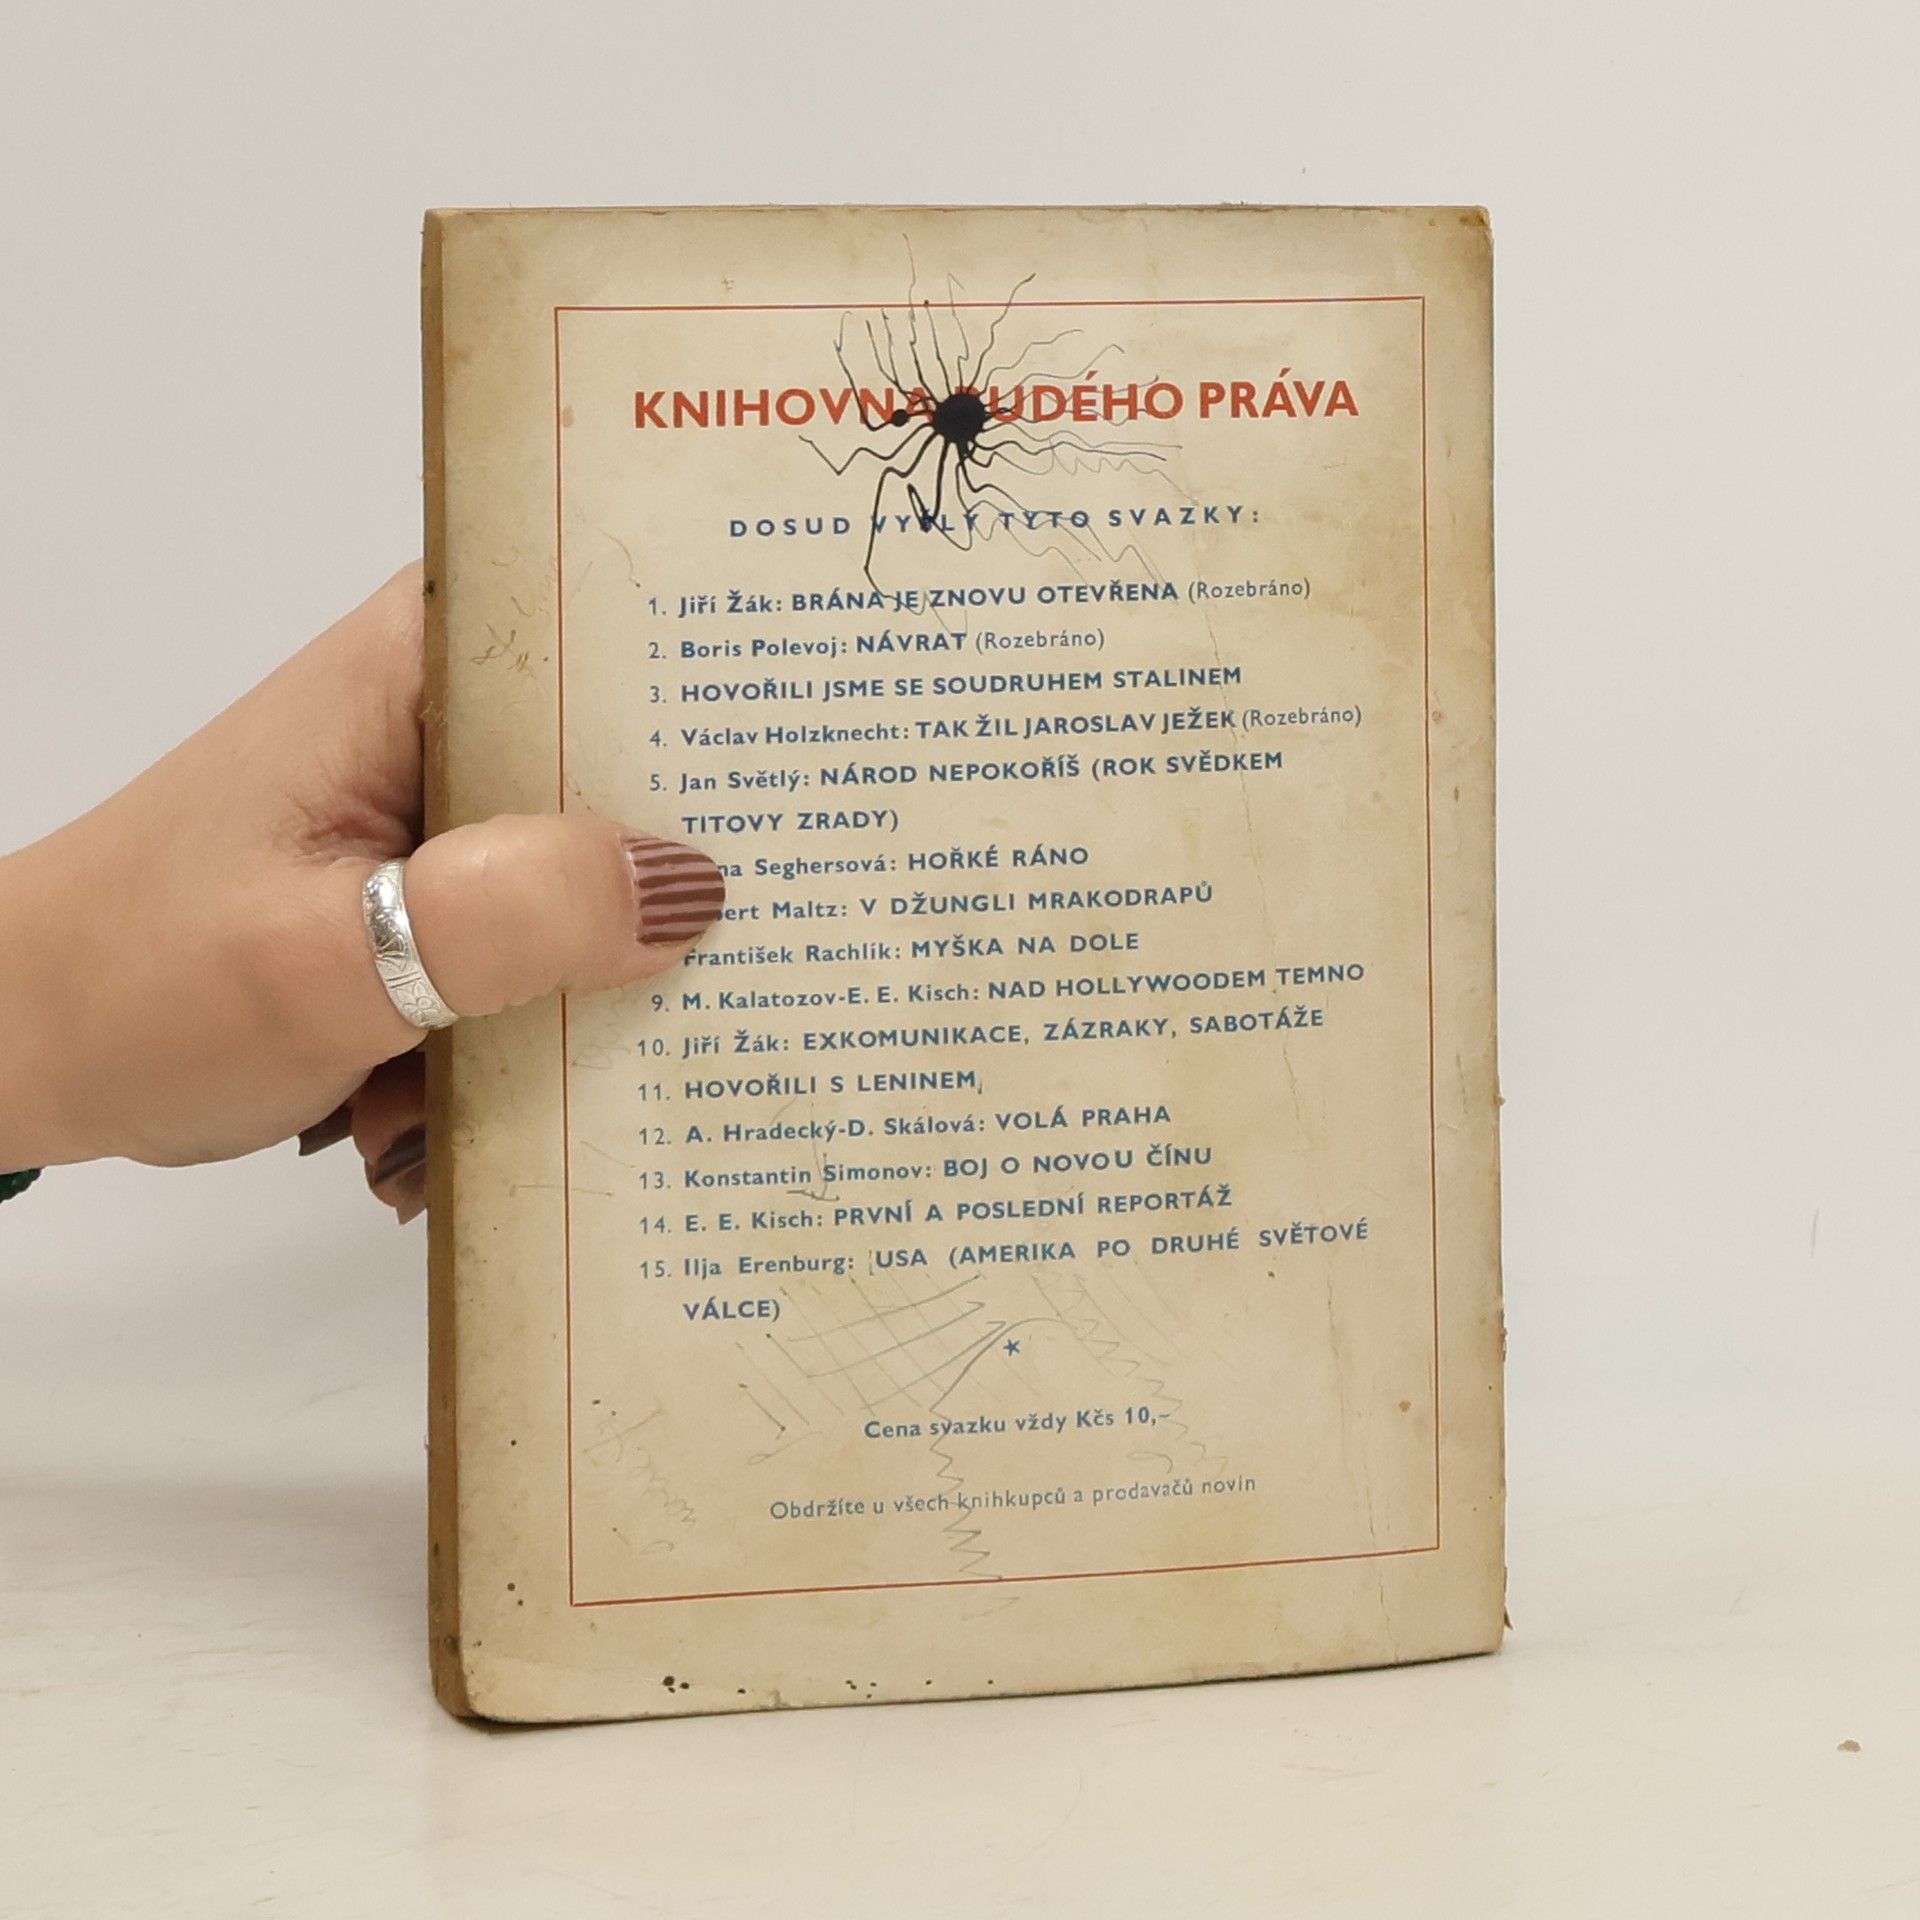 KNIHOVNA RUDÉHO PRÁVA
DOSUD VYŠLY TYTO SVAZKY:
1. Jiří Žák: BRÁNA JE ZNOVU OTEVŘENA (Rozebráno)
2. Boris Polevoj: NÁVRAT (Rozebráno)
3. HOVOŘILI JSME SE SOUDRUHEM STALINEM
4. Václav Holzknecht: TAK ŽIL JAROSLAV JEŽEK (Rozebráno)
5. Jan Světlý: NÁROD NEPOKOŘÍŠ (ROK SVĚDKEM
TITOVY ZRADY)
Seghersová: HOŘKÉ RÁNO
Maltz: V DŽUNGLI MRAKODRAPŮ
František Rachlík: MYŠKA NA DOLE
9. M. Kalatozov-E. E. Kisch: NAD HOLLYWOODEM TEMNO
10. Jiří Žák: EXKOMUNIKACE, ZÁZRAKY, SABOTÁŽE
11. HOVOŘILI S LENINEM
12. A. Hradecký-D. Skálová: VOLÁ PRAHA
13. Konstantin Simonov: BOJ O NOVOU ČÍNU
14. E. E. Kisch: PRVNÍ A POSLEDNÍ REPORTÁŽ
15. Ilja Erenburg: USA (AMERIKA PO DRUHÉ SVĚTOVÉ
VÁLCE)
Cena svazku vždy Kčs 10,-
Obdržíte u všech knihkupců a prodavačů novin